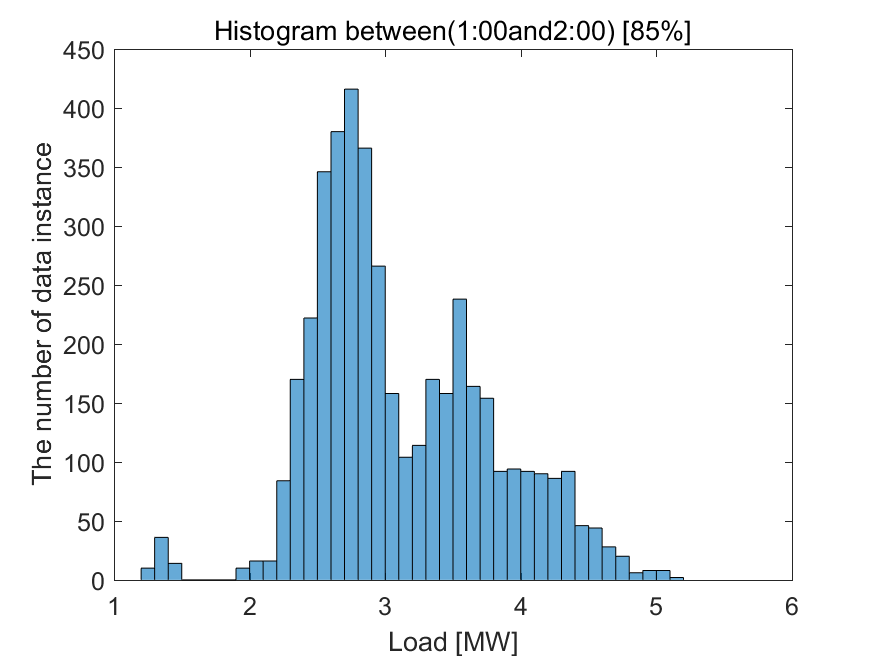 Histogram between(1:00and2:00) [85%]
450
400
350
300
250
200
150
100
50
0
The number of data instance
1 2 3 4 5 6
Load [MW]